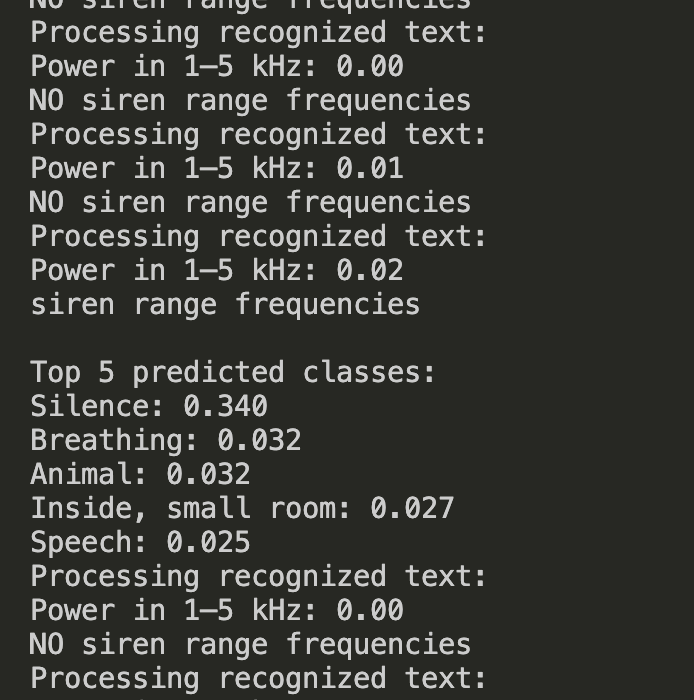 NO siren range frequencies
Processing recognized text:
Power in 1–5 kHz: 0.00
NO siren range frequencies
Processing recognized text:
Power in 1–5 kHz: 0.01
NO siren range frequencies
Processing recognized text:
Power in 1–5 kHz: 0.02
siren range frequencies

Top 5 predicted classes:
Silence: 0.340
Breathing: 0.032
Animal: 0.032
Inside, small room: 0.027
Speech: 0.025
Processing recognized text:
Power in 1–5 kHz: 0.00
NO siren range frequencies
Processing recognized text: